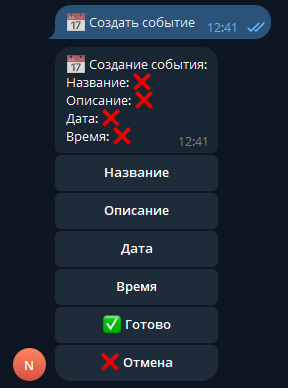 📅 Создать событие 12:41
📅 Создание события:
Название: ❌
Описание: ❌
Дата: ❌
Время: ❌ 12:41
Название
Описание
Дата
Время
✅ Готово
❌ Отмена
N